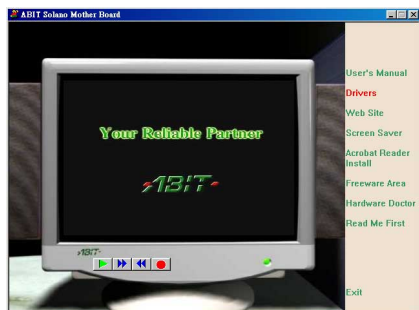 ABIT Solano Mother Board
User's Manual
Drivers
Web Site
Your Reliable Partner
Screen Saver
Acrobat Reader
Install
ABIT
Freeware Area
Hardware Doctor
Read Me First
ABIT
Exit